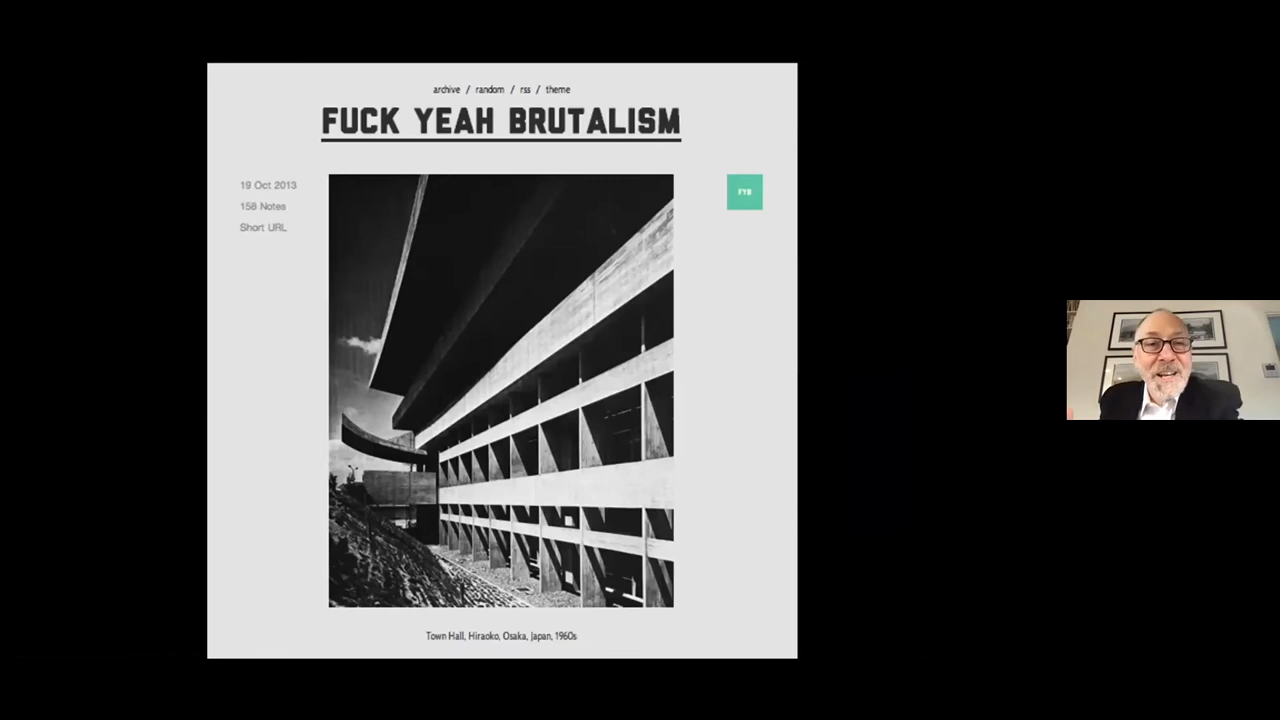 archive / random / rss / theme
FUCK YEAH BRUTALISM
19 Oct 2013
158 Notes
Short URL
FYB
Town Hall, Hiraoko, Osaka, Japan, 1960s